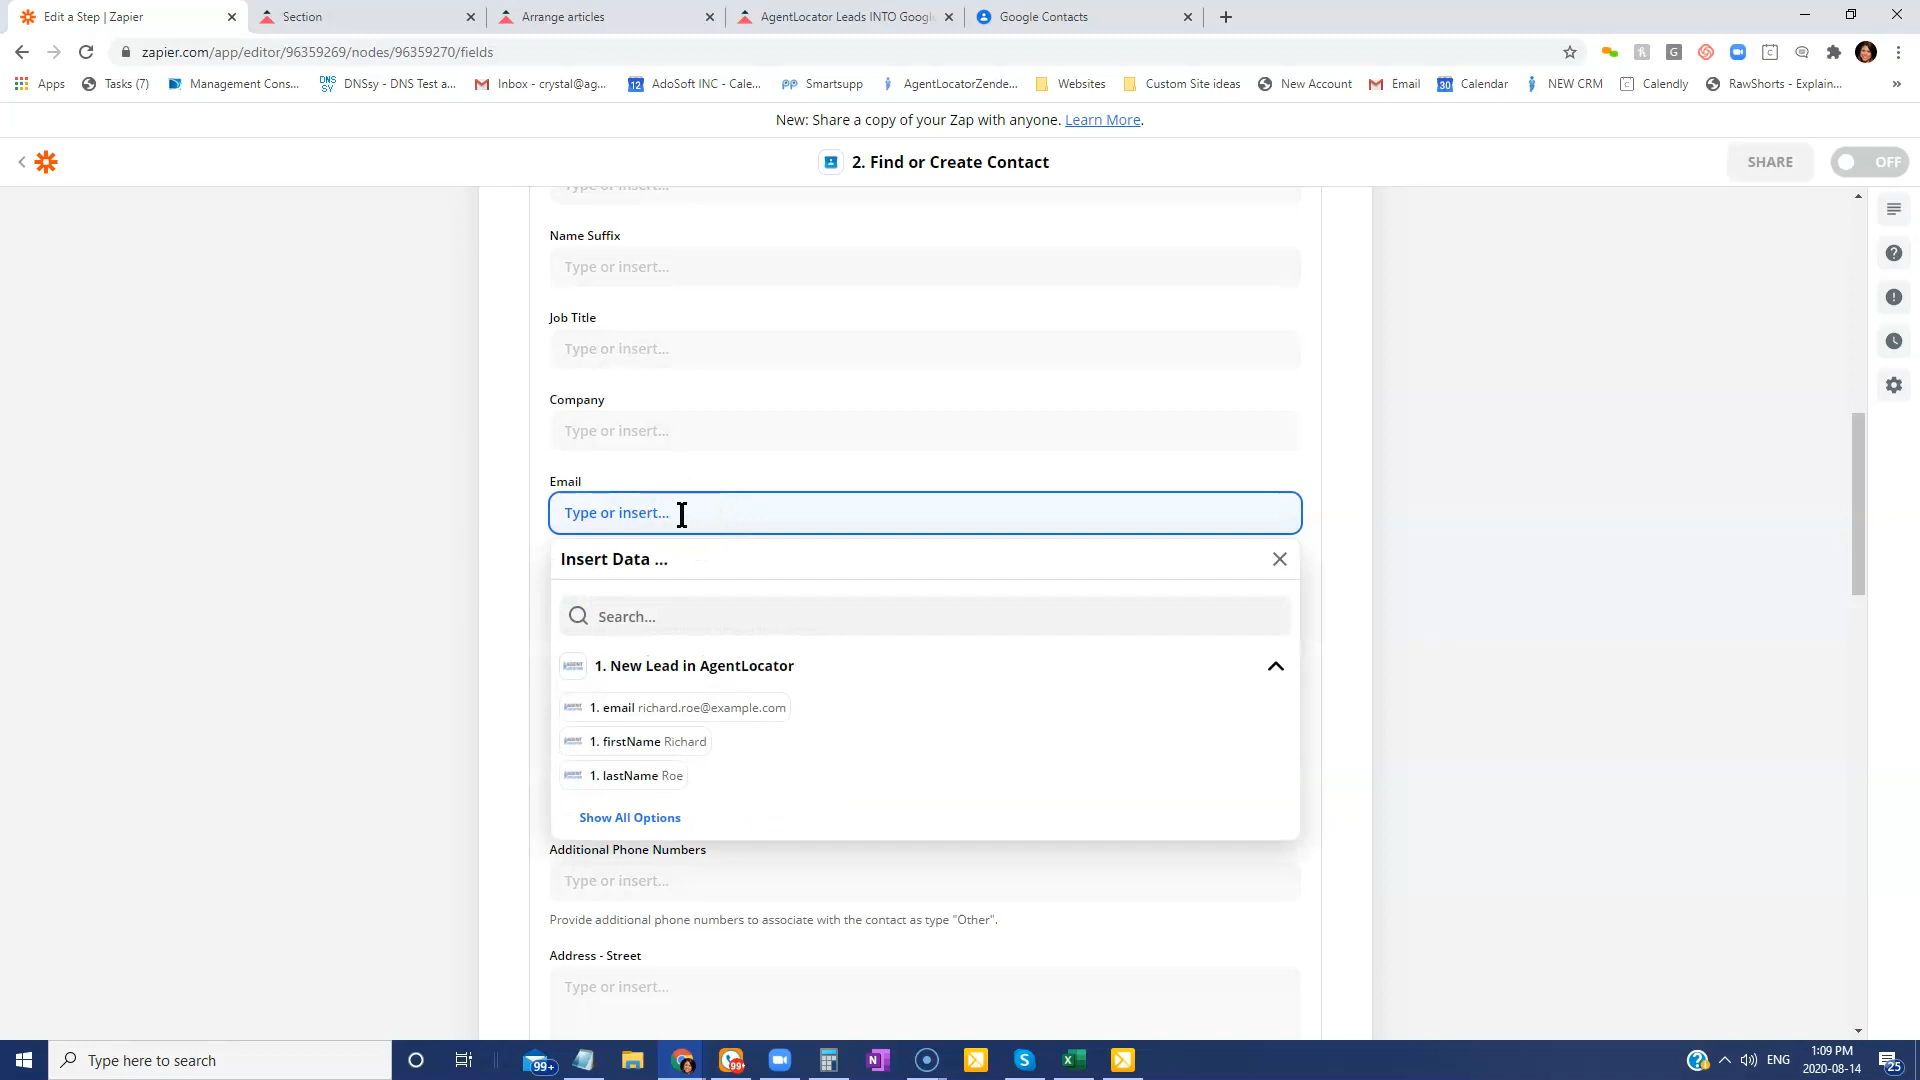 Edit a Step | Zapier
Section
Arrange articles
AgentLocator Leads INTO Google
Google Contacts
zapier.com/app/editor/96359269/nodes/96359270/fields
Apps
Tasks (7)
Management Cons...
DNSsy - DNS Test a...
Inbox - crystal@ag...
AdoSoft INC - Cale...
Smartsupp
AgentLocatorZende...
Websites
Custom Site ideas
New Account
Email
Calendar
NEW CRM
Calendly
RawShorts - Explain...
New: Share a copy of your Zap with anyone. Learn More.
2. Find or Create Contact
SHARE
OFF
Type or insert...
Name Suffix
Type or insert...
Job Title
Type or insert...
Company
Type or insert...
Email
Type or insert...
Insert Data ...
Search...
1. New Lead in AgentLocator
1. email richard.roe@example.com
1. firstName Richard
1. lastName Roe
Show All Options
Additional Phone Numbers
Type or insert...
Provide additional phone numbers to associate with the contact as type "Other".
Address - Street
Type or insert...
Type here to search
99+
99+
ENG
1:09 PM
2020-08-14
25